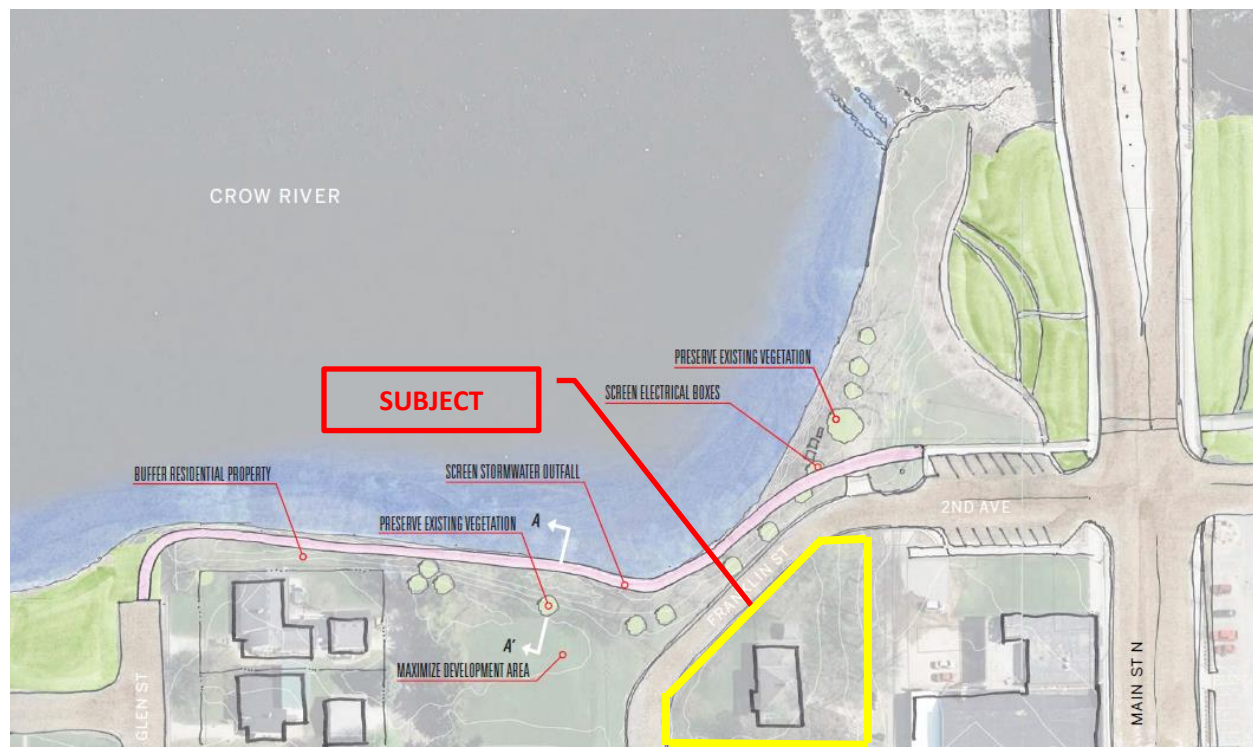 CROW RIVER
PRESERVE EXISTING VEGETATION
SUBJECT
SCREEN ELECTRICAL BOXES
BUFFER RESIDENTIAL PROPERTY
SCREEN STORMWATER OUTFALL
PRESERVE EXISTING VEGETATION
A
2ND AVE
FRANKLIN ST
A'
MAXIMIZE DEVELOPMENT AREA
GLEN ST
MAIN ST N